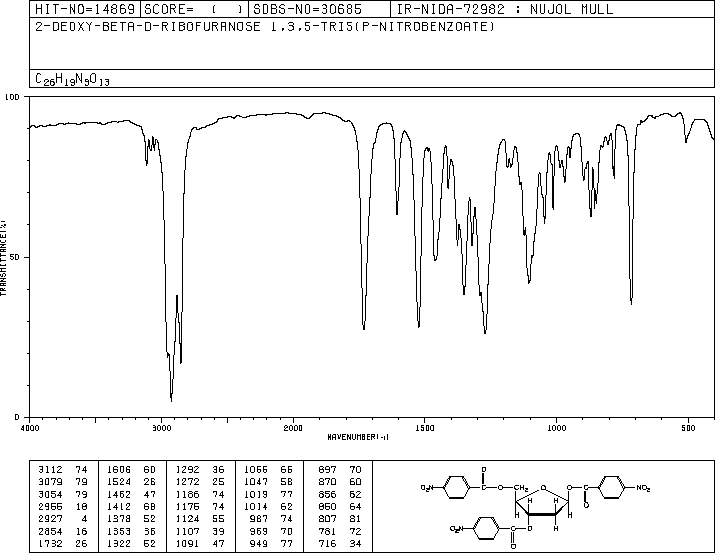 HIT-NO=14869 SCORE= ( ) SDBS-NO=30685 IR-NIDA-72982 : NUJOL MULL
2-DEOXY-BETA-D-RIBOFURANOSE 1,3,5-TRIS(P-NITROBENZOATE)
C26H19N3O13
100
50
0
TRANSMITTANCE(%)
4000 3000 2000 1500 1000 500
WAVENUMBER(-1)
3112 74 1606 60 1292 36 1066 66 897 70
3079 79 1524 26 1272 25 1047 58 870 60
3054 79 1462 47 1186 74 1019 77 856 62
2955 18 1412 68 1175 74 1014 62 850 64
2927 4 1378 52 1124 55 987 74 807 81
2854 16 1353 36 1107 39 969 70 781 72
1732 26 1322 52 1091 47 949 77 716 34
O
O2N C O CH2 O O C NO2
O
O2N C O
O
H H H H